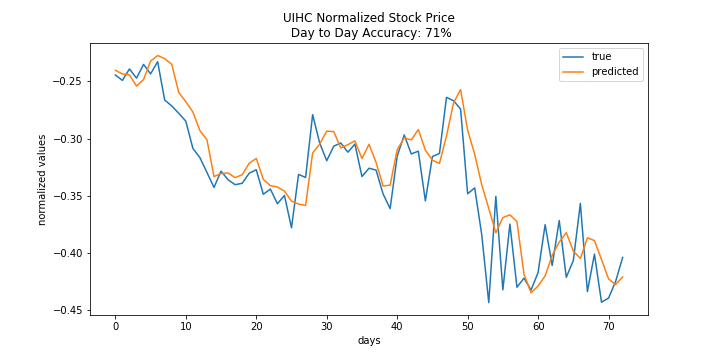 UIHC Normalized Stock Price
Day to Day Accuracy: 71%
true
predicted
normalized values
−0.25
−0.30
−0.35
−0.40
−0.45
0
10
20
30
40
50
60
70
days